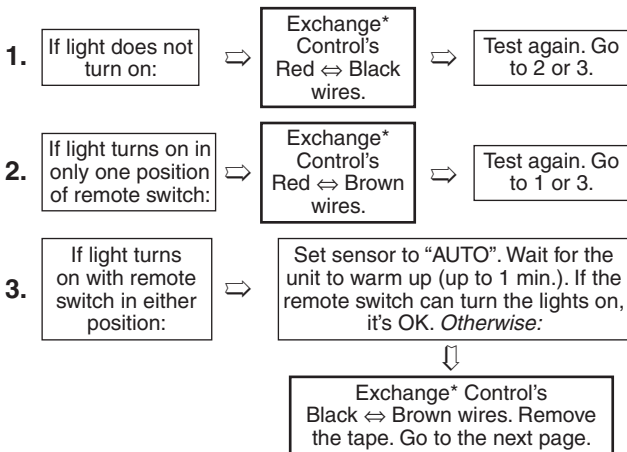 1.
If light does not
turn on:
⇨
Exchange*
Control's
Red ⇔ Black
wires.
⇨
Test again. Go
to 2 or 3.
2.
If light turns on in
only one position
of remote switch:
⇨
Exchange*
Control's
Red ⇔ Brown
wires.
⇨
Test again. Go
to 1 or 3.
3.
If light turns
on with remote
switch in either
position:
⇨
Set sensor to “AUTO”. Wait for the
unit to warm up (up to 1 min.). If the
remote switch can turn the lights on,
it's OK. Otherwise:
⇩
Exchange* Control's
Black ⇔ Brown wires. Remove
the tape. Go to the next page.